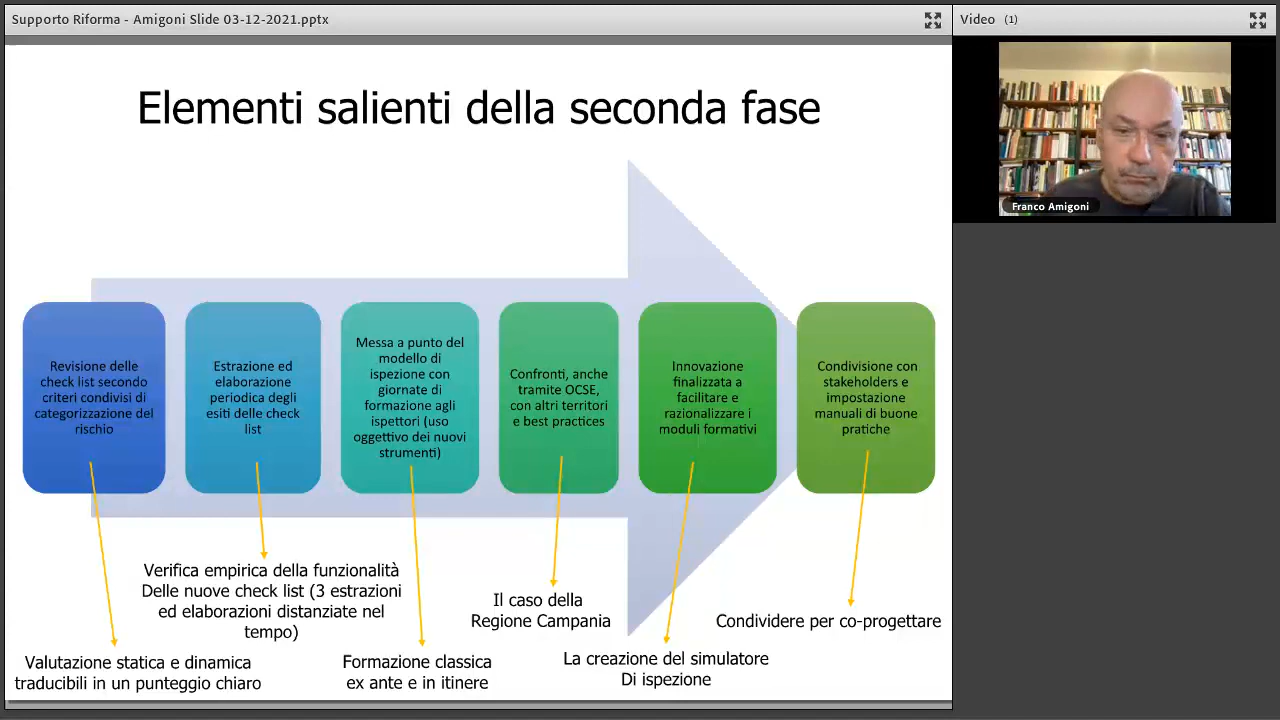 Supporto Riforma - Amigoni Slide 03-12-2021.pptx
Video (1)
Franco Amigoni
Elementi salienti della seconda fase
Revisione delle
check list secondo
criteri condivisi di
categorizzazione del
rischio
Estrazione ed
elaborazione
periodica degli
esiti delle check
list
Messa a punto del
modello di
ispezione con
giornate di
formazione agli
ispettori (uso
oggettivo dei nuovi
strumenti)
Confronti, anche
tramite OCSE,
con altri territori
e best practices
Innovazione
finalizzata a
facilitare e
razionalizzare i
moduli formativi
Condivisione con
stakeholders e
impostazione
manuali di buone
pratiche
Valutazione statica e dinamica
traducibili in un punteggio chiaro
Verifica empirica della funzionalità
Delle nuove check list (3 estrazioni
ed elaborazioni distanziate nel
tempo)
Formazione classica
ex ante e in itinere
Il caso della
Regione Campania
La creazione del simulatore
Di ispezione
Condividere per co-progettare